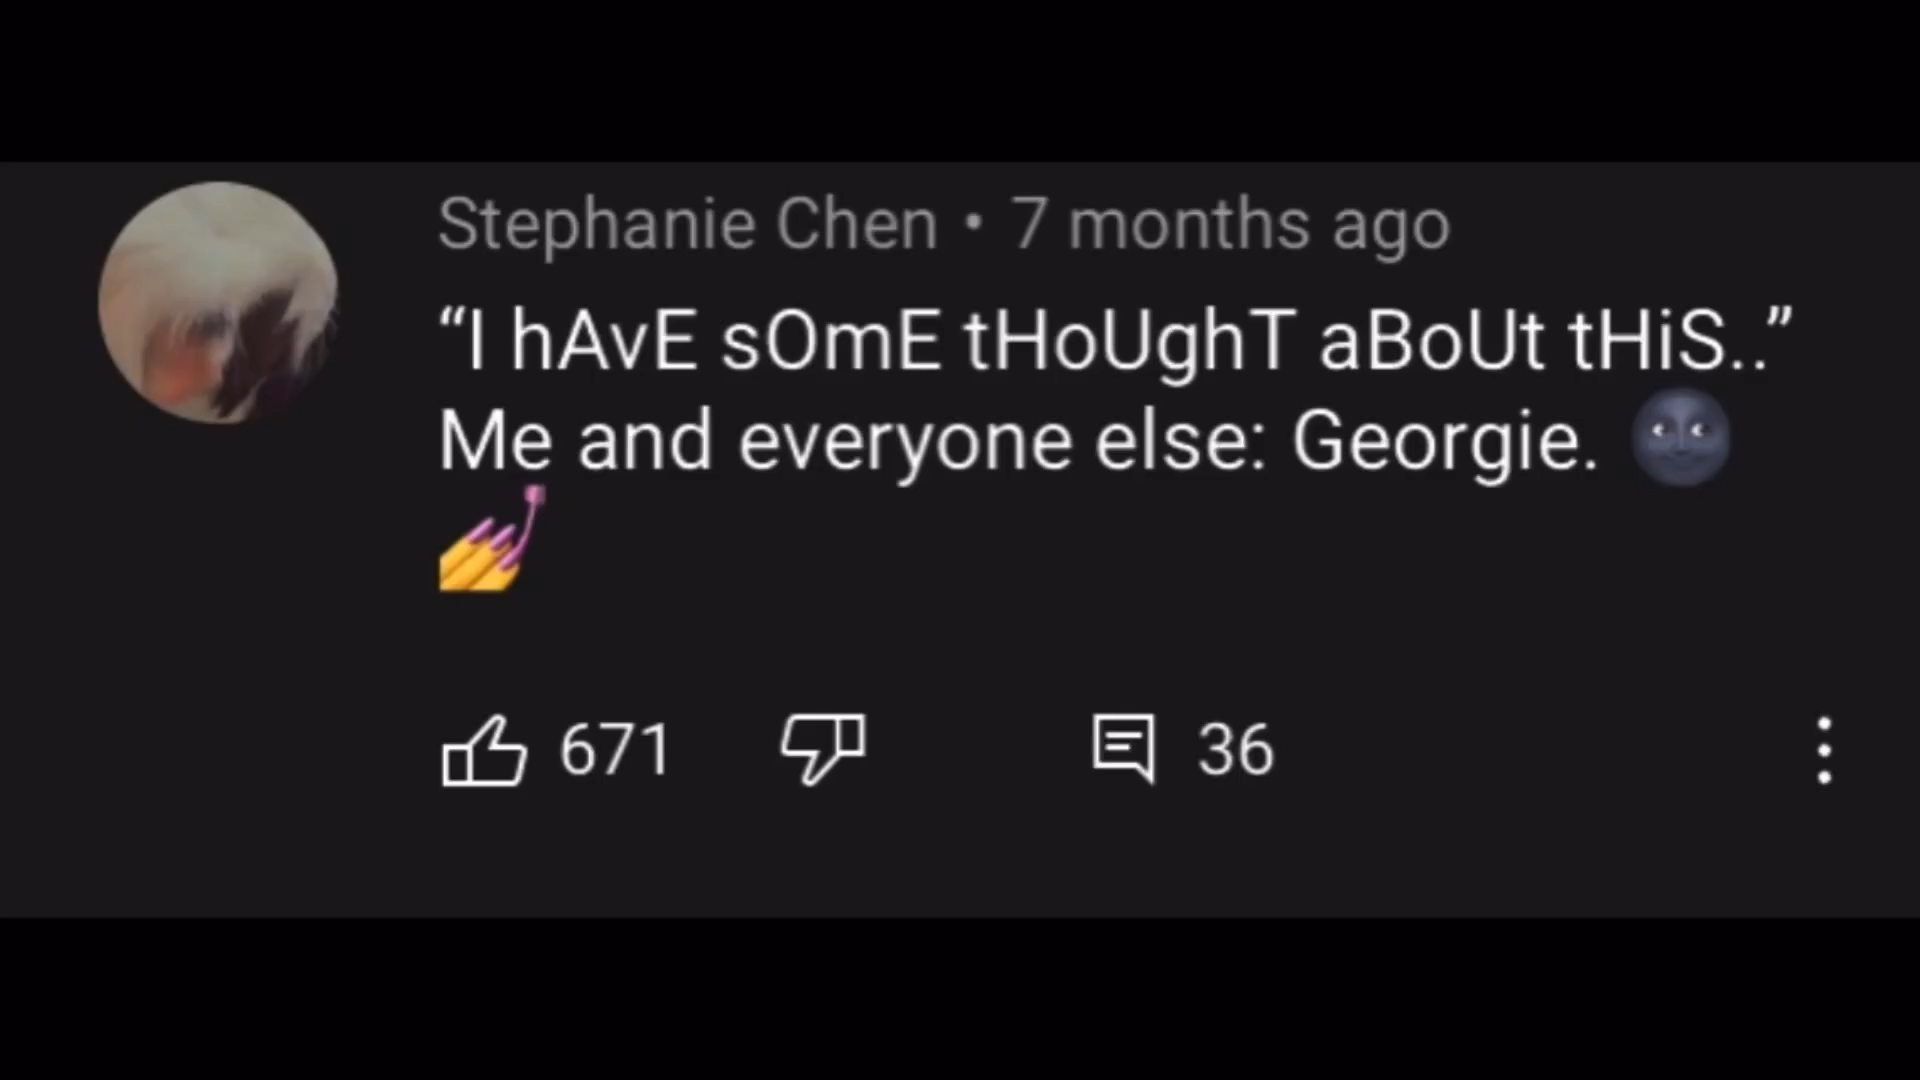 Stephanie Chen • 7 months ago
“I hAvE sOmE tHoUghT aBoUt tHiS..”
Me and everyone else: Georgie. 🌚
💅
671 36